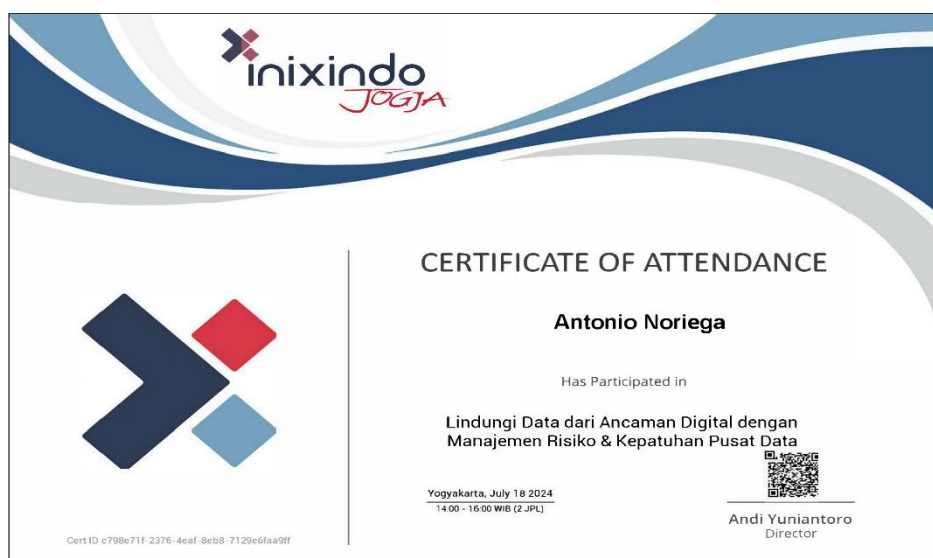 inixindo
JOGJA
CERTIFICATE OF ATTENDANCE
Antonio Noriega
Has Participated in
Lindungi Data dari Ancaman Digital dengan
Manajemen Risiko & Kepatuhan Pusat Data
Yogyakarta, July 18 2024
14:00 - 16:00 WIB (2 JPL)
Andi Yuniantoro
Director
Cert ID c798e71f-2376-4eaf-8eb8-7129e6faa9ff